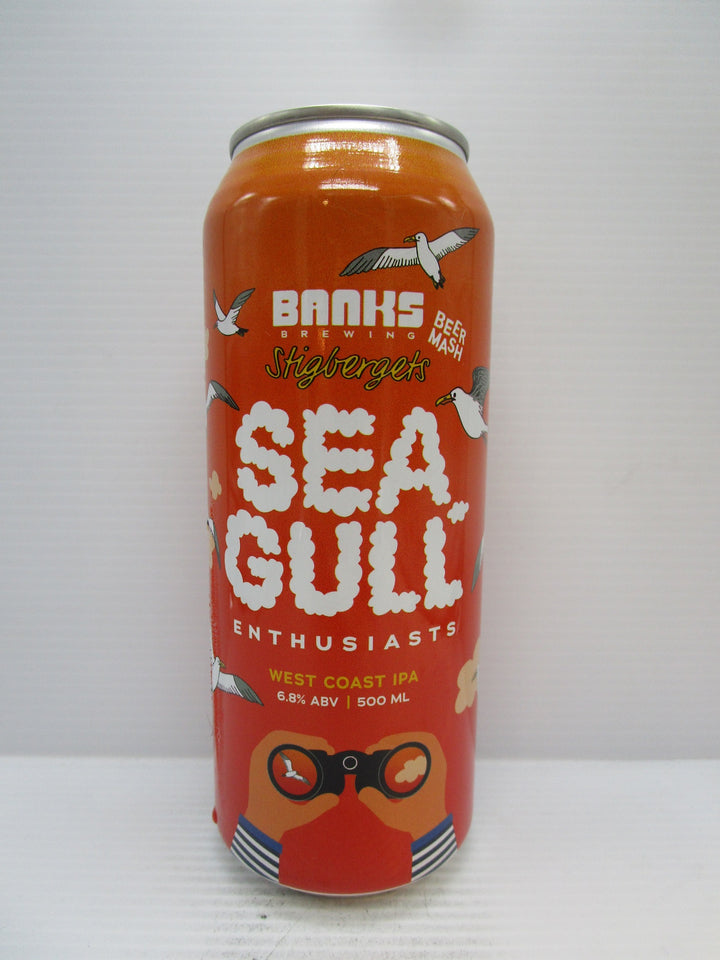 BANKS
BREWING
BEER
MASH
Stigbergets
SEA
GULL
ENTHUSIASTS
WEST COAST IPA
6.8% ABV | 500 ML